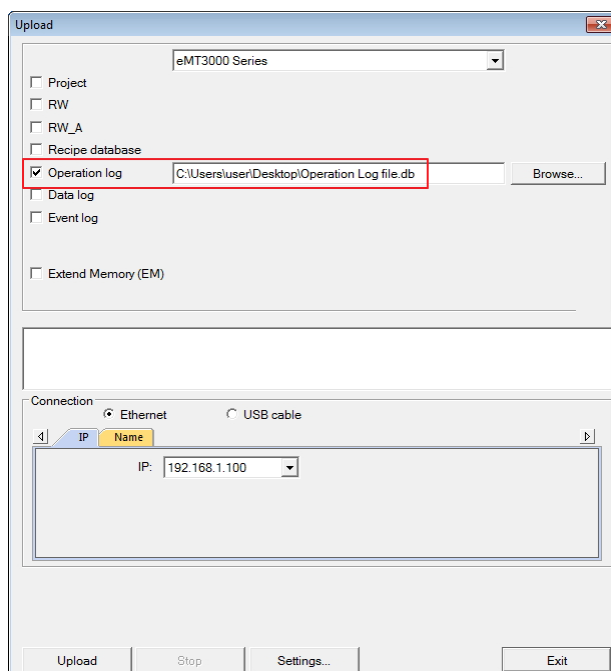 Upload
eMT3000 Series
Project
RW
RW_A
Recipe database
Operation log C:\Users\user\Desktop\Operation Log file.db Browse...
Data log
Event log
Extend Memory (EM)
Connection
Ethernet USB cable
IP Name
IP: 192.168.1.100
Upload Stop Settings... Exit